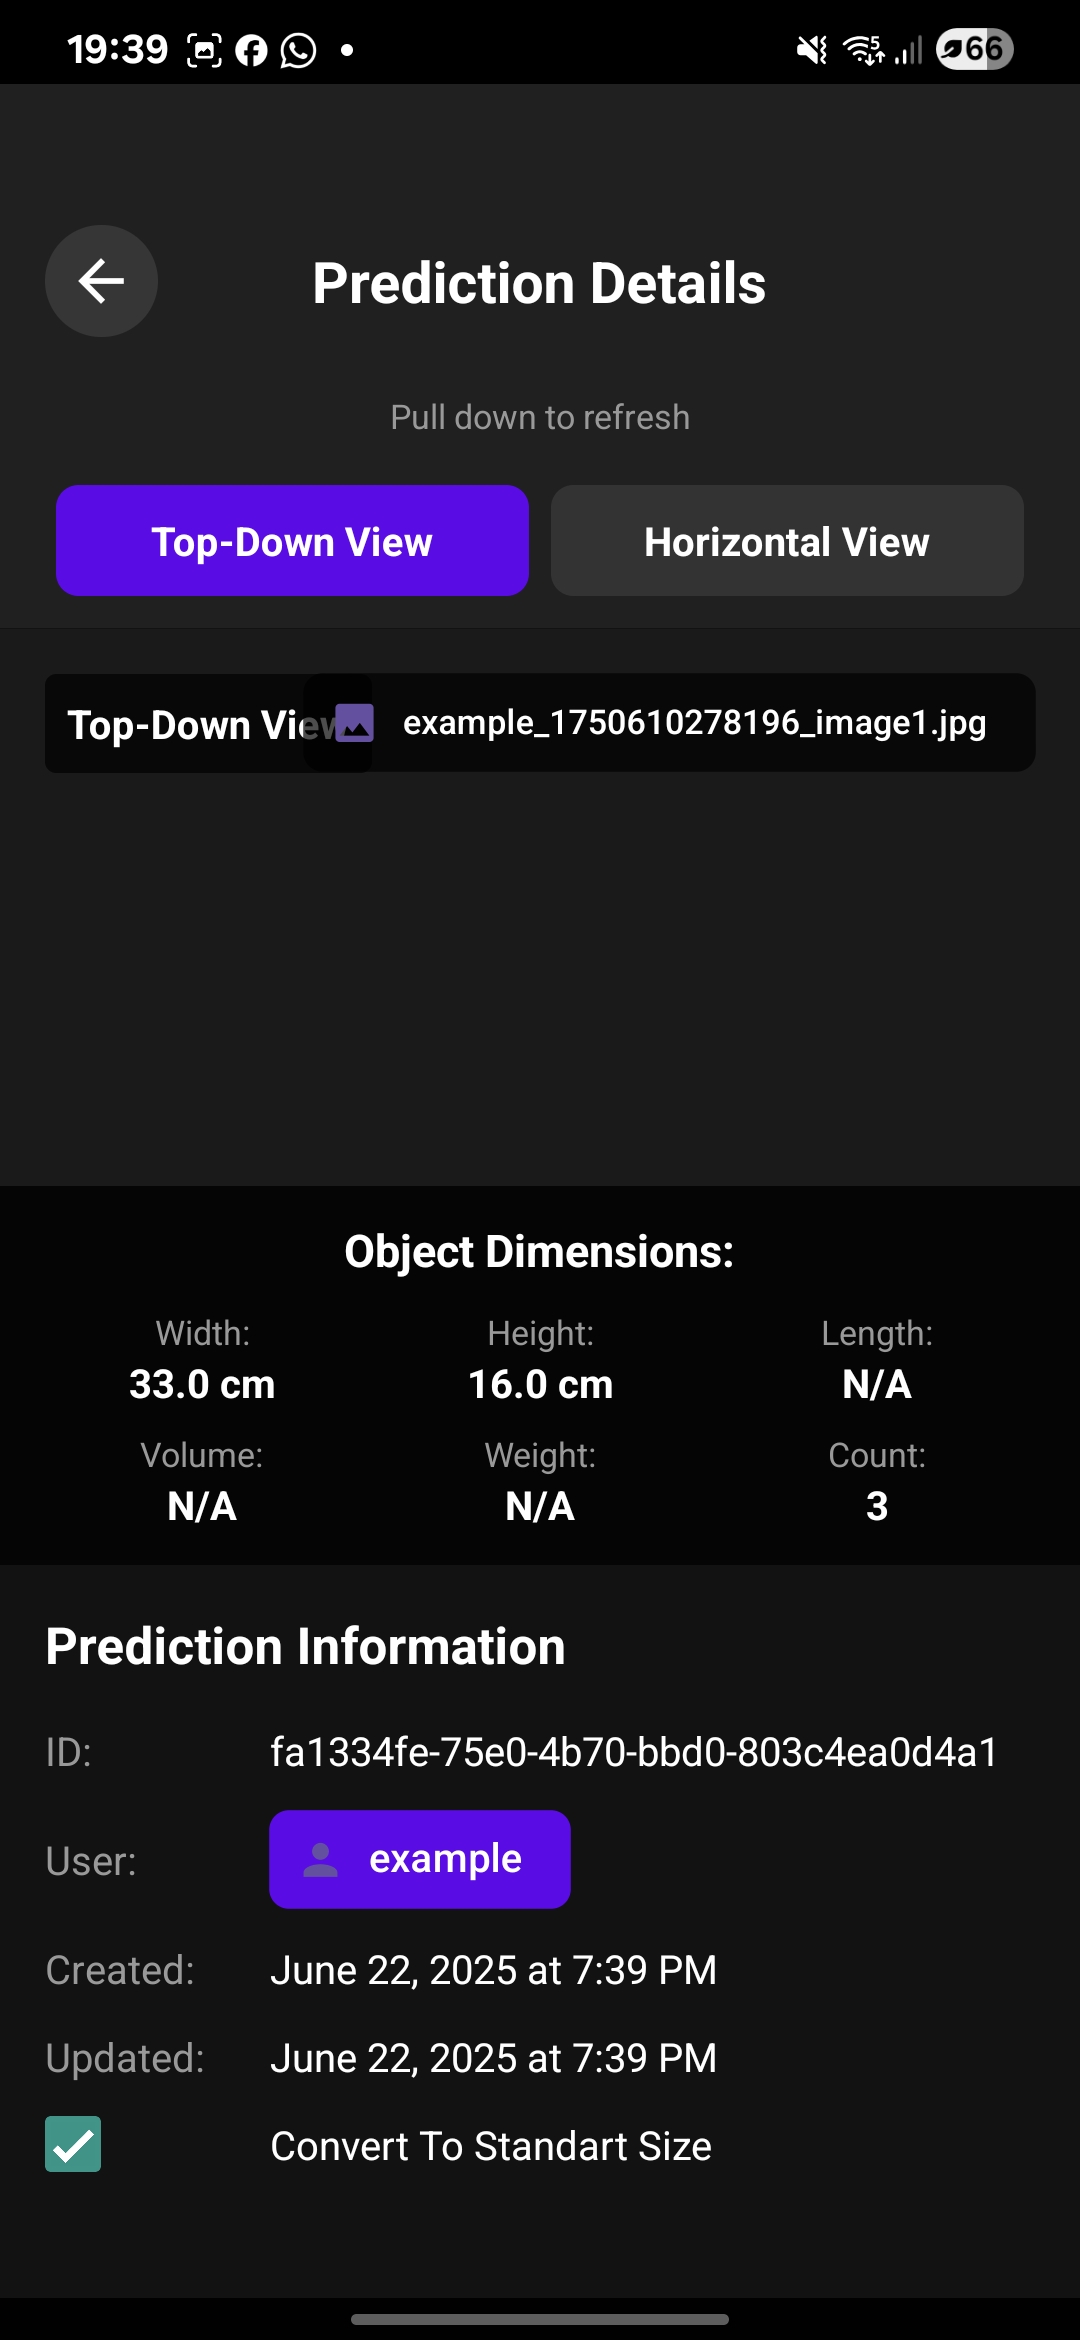 19:39
5
66
Prediction Details
Pull down to refresh
Top-Down View
Horizontal View
Top-Down View
example_1750610278196_image1.jpg
Object Dimensions:
Width:
Height:
Length:
33.0 cm
16.0 cm
N/A
Volume:
Weight:
Count:
N/A
N/A
3
Prediction Information
ID:
fa1334fe-75e0-4b70-bbd0-803c4ea0d4a1
User:
example
Created:
June 22, 2025 at 7:39 PM
Updated:
June 22, 2025 at 7:39 PM
Convert To Standart Size